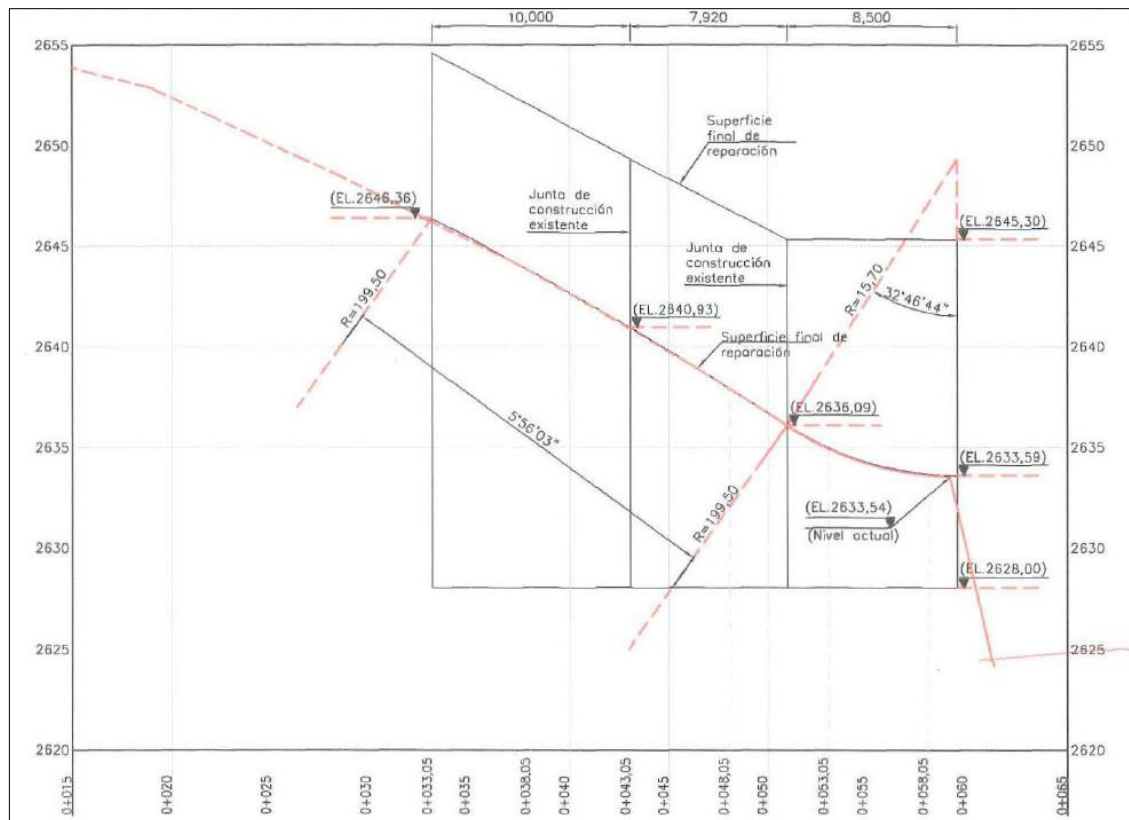 10,000
7,920
8,500
2655
2655
Superficie
final de
reparación
2650
2650
Junta de
construcción
existente
(EL.2646,36)
(EL.2645,30)
2645
2645
Junta de
construcción
existente
R=15,70
32°46'44"
R=199,50
(EL.2640,93)
Superficie final de
reparación
2640
2640
5°56'03"
(EL.2636,09)
2635
2635
(EL.2633,59)
R=199,50
(EL.2633,54)
(Nivel actual)
2630
2630
(EL.2628,00)
2625
2625
2620
2620
0+015
0+020
0+025
0+030
0+033,05
0+035
0+038,05
0+040
0+043,05
0+045
0+048,05
0+050
0+053,05
0+055
0+058,05
0+060
0+065